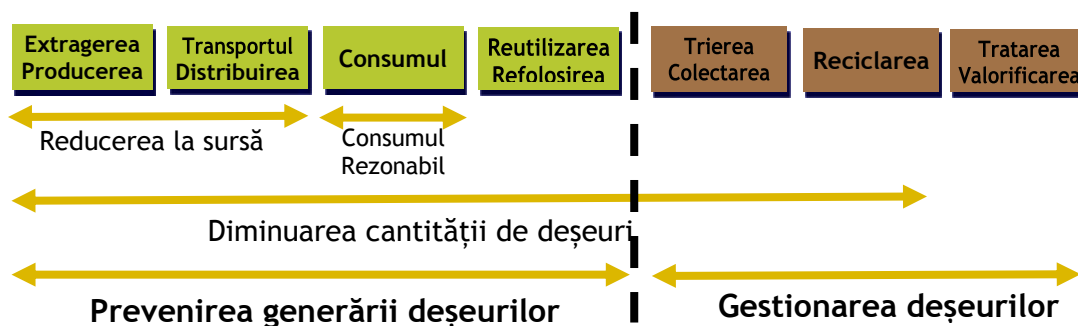 Extragerea
Producerea
Transportul
Distribuirea
Consumul
Reutilizarea
Refolosirea
Trierea
Colectarea
Reciclarea
Tratarea
Valorificarea
Reducerea la sursă
Consumul
Rezonabil
Diminuarea cantității de deșeuri
Prevenirea generării deșeurilor
Gestionarea deșeurilor